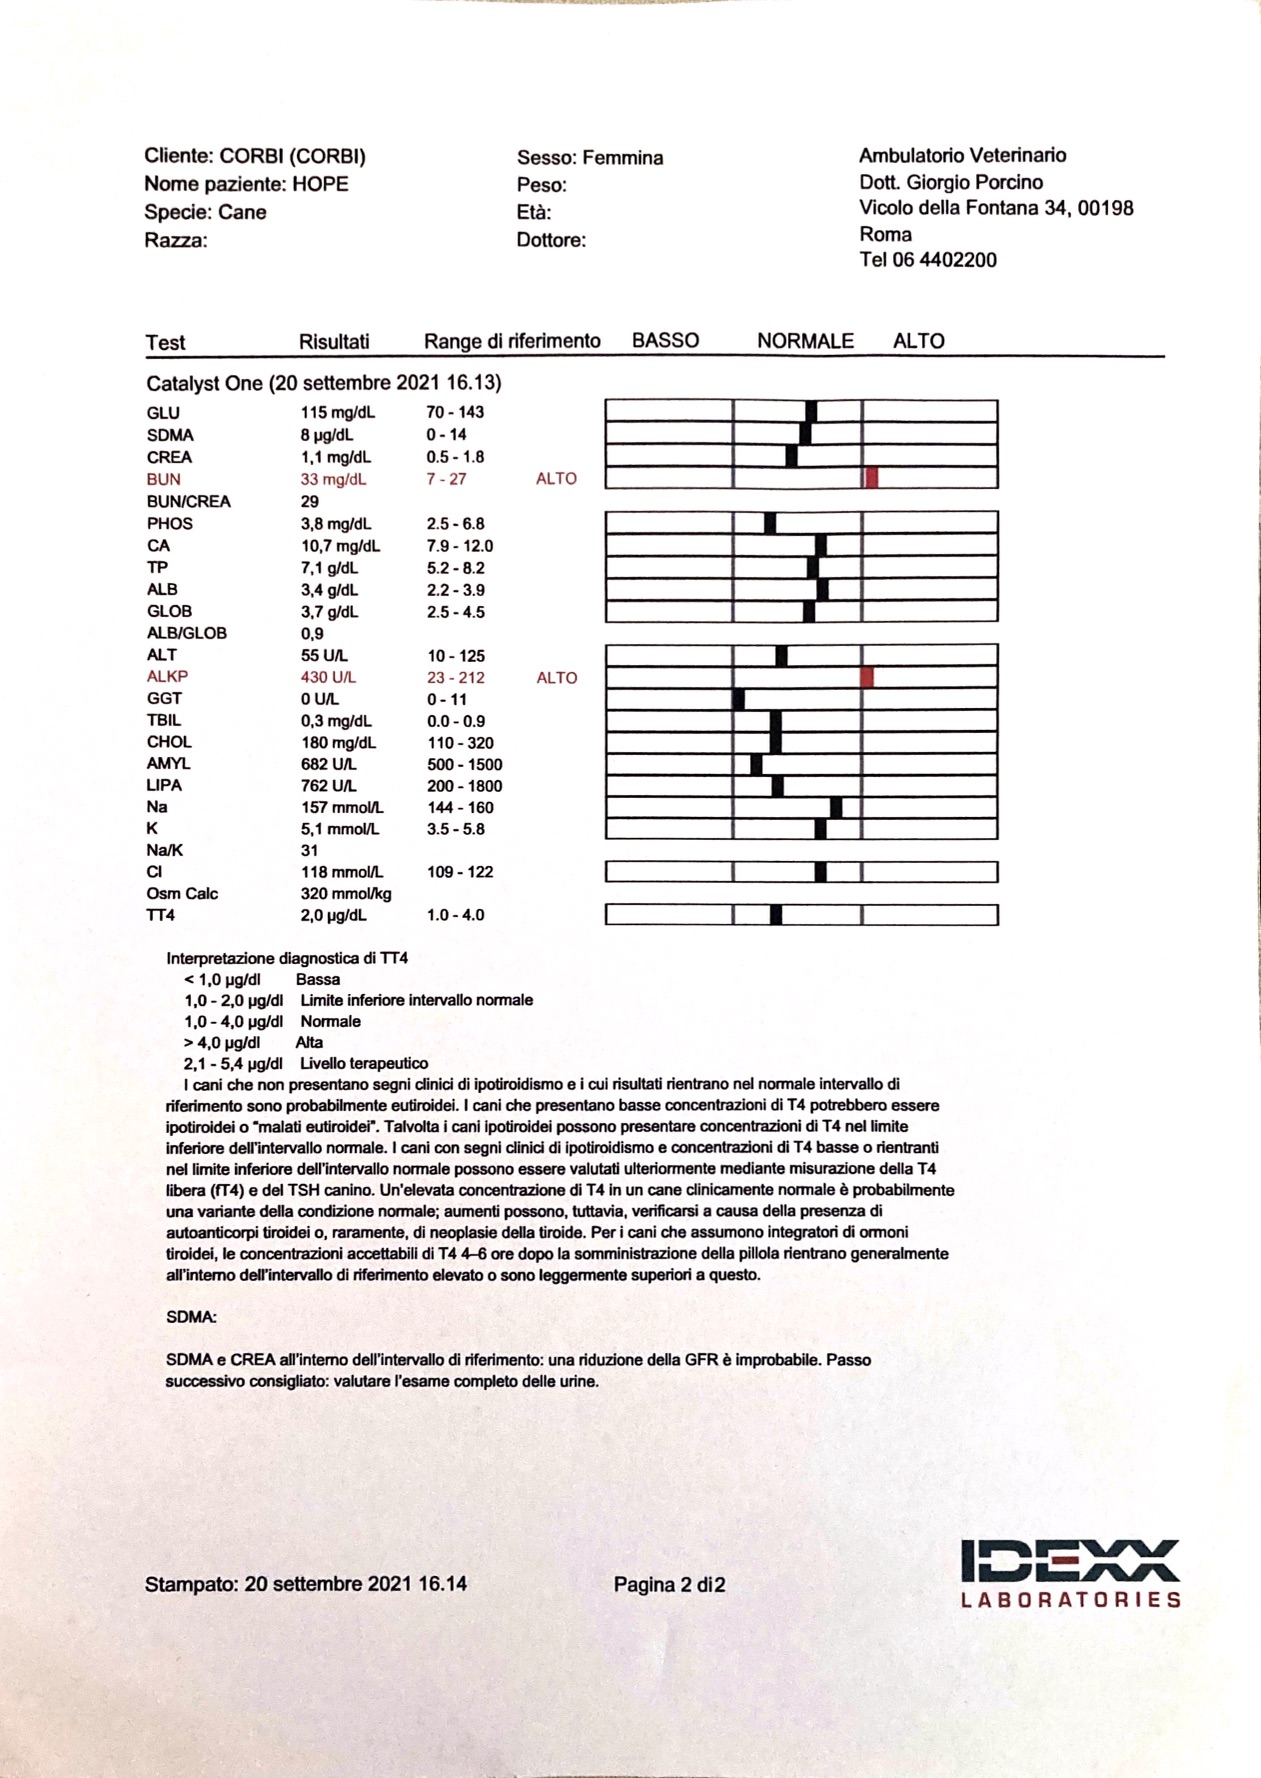 Cliente: CORBI (CORBI) Sesso: Femmina Ambulatorio Veterinario
Nome paziente: HOPE Peso: Dott. Giorgio Porcino
Specie: Cane Età: Vicolo della Fontana 34, 00198
Razza: Dottore: Roma
Tel 06 4402200
Test Risultati Range di riferimento BASSO NORMALE ALTO
Catalyst One (20 settembre 2021 16.13)
GLU 115 mg/dL 70 - 143
SDMA 8 µg/dL 0 - 14
CREA 1,1 mg/dL 0.5 - 1.8
BUN 33 mg/dL 7 - 27 ALTO
BUN/CREA 29
PHOS 3,8 mg/dL 2.5 - 6.8
CA 10,7 mg/dL 7.9 - 12.0
TP 7,1 g/dL 5.2 - 8.2
ALB 3,4 g/dL 2.2 - 3.9
GLOB 3,7 g/dL 2.5 - 4.5
ALB/GLOB 0,9
ALT 55 U/L 10 - 125
ALKP 430 U/L 23 - 212 ALTO
GGT 0 U/L 0 - 11
TBIL 0,3 mg/dL 0.0 - 0.9
CHOL 180 mg/dL 110 - 320
AMYL 682 U/L 500 - 1500
LIPA 762 U/L 200 - 1800
Na 157 mmol/L 144 - 160
K 5,1 mmol/L 3.5 - 5.8
Na/K 31
Cl 118 mmol/L 109 - 122
Osm Calc 320 mmol/kg
TT4 2,0 µg/dL 1.0 - 4.0
Interpretazione diagnostica di TT4
< 1,0 µg/dl Bassa
1,0 - 2,0 µg/dl Limite inferiore intervallo normale
1,0 - 4,0 µg/dl Normale
> 4,0 µg/dl Alta
2,1 - 5,4 µg/dl Livello terapeutico
I cani che non presentano segni clinici di ipotiroidismo e i cui risultati rientrano nel normale intervallo di
riferimento sono probabilmente eutiroidei. I cani che presentano basse concentrazioni di T4 potrebbero essere
ipotiroidei o "malati eutiroidei". Talvolta i cani ipotiroidei possono presentare concentrazioni di T4 nel limite
inferiore dell'intervallo normale. I cani con segni clinici di ipotiroidismo e concentrazioni di T4 basse o rientranti
nel limite inferiore dell'intervallo normale possono essere valutati ulteriormente mediante misurazione della T4
libera (fT4) e del TSH canino. Un'elevata concentrazione di T4 in un cane clinicamente normale è probabilmente
una variante della condizione normale; aumenti possono, tuttavia, verificarsi a causa della presenza di
autoanticorpi tiroidei o, raramente, di neoplasie della tiroide. Per i cani che assumono integratori di ormoni
tiroidei, le concentrazioni accettabili di T4 4–6 ore dopo la somministrazione della pillola rientrano generalmente
all'interno dell'intervallo di riferimento elevato o sono leggermente superiori a questo.
SDMA:
SDMA e CREA all'interno dell'intervallo di riferimento: una riduzione della GFR è improbabile. Passo
successivo consigliato: valutare l'esame completo delle urine.
IDEXX
LABORATORIES
Stampato: 20 settembre 2021 16.14 Pagina 2 di2